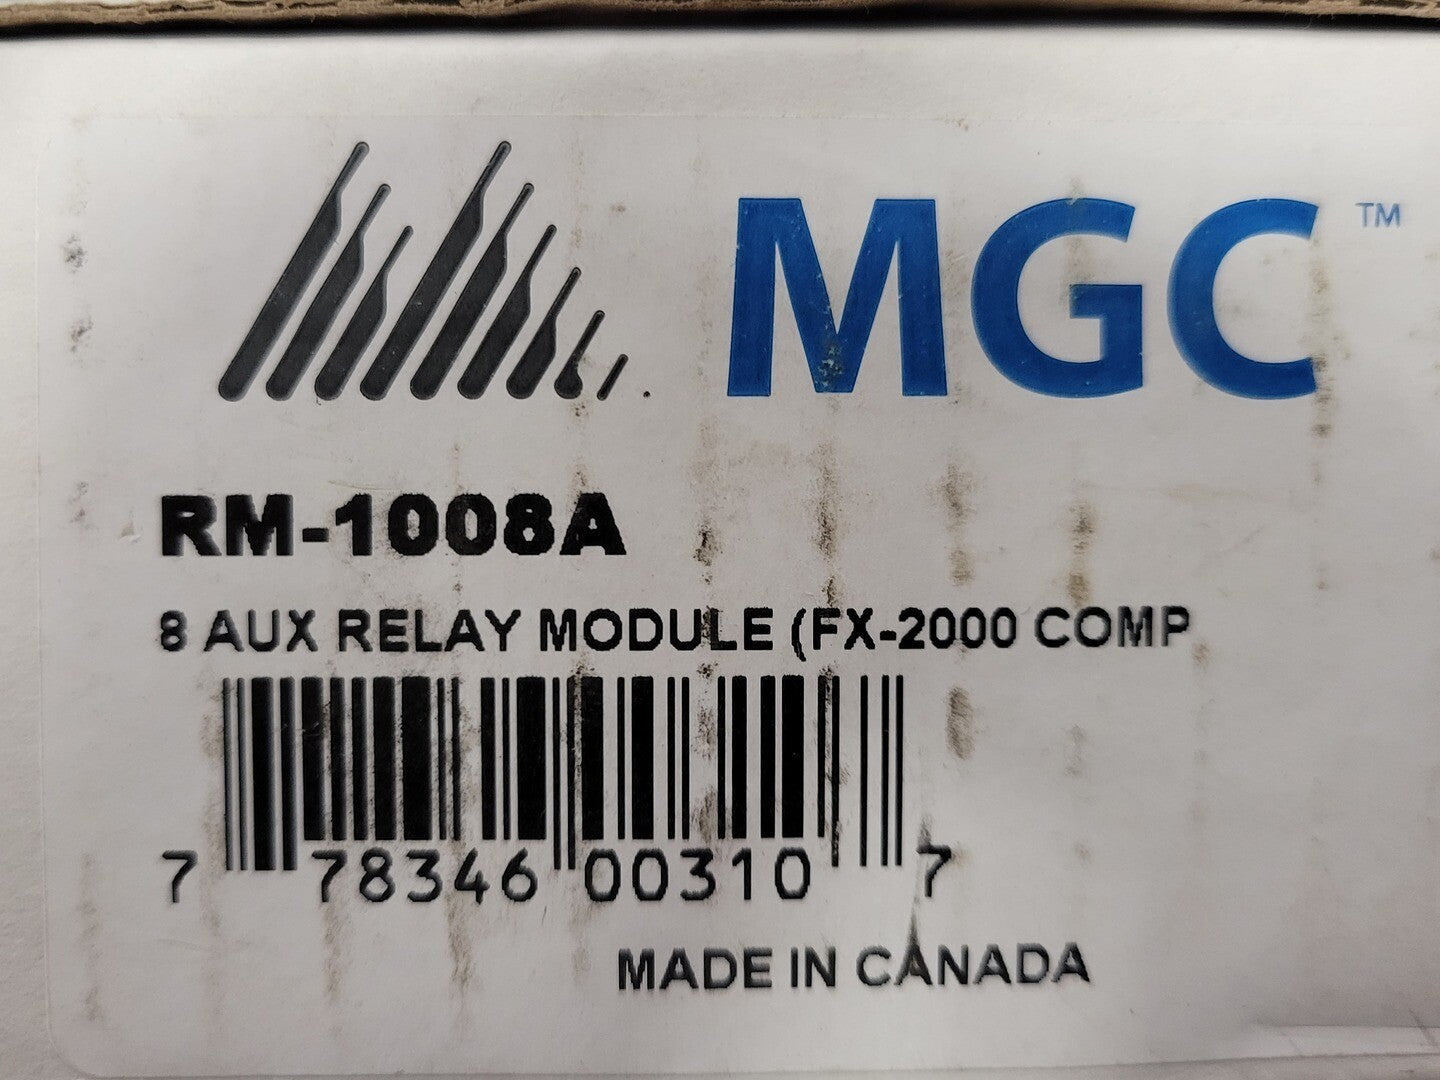 MGC™
RM-1008A
8 AUX RELAY MODULE (FX-2000 COMP
7 78346 00310 7
MADE IN CANADA